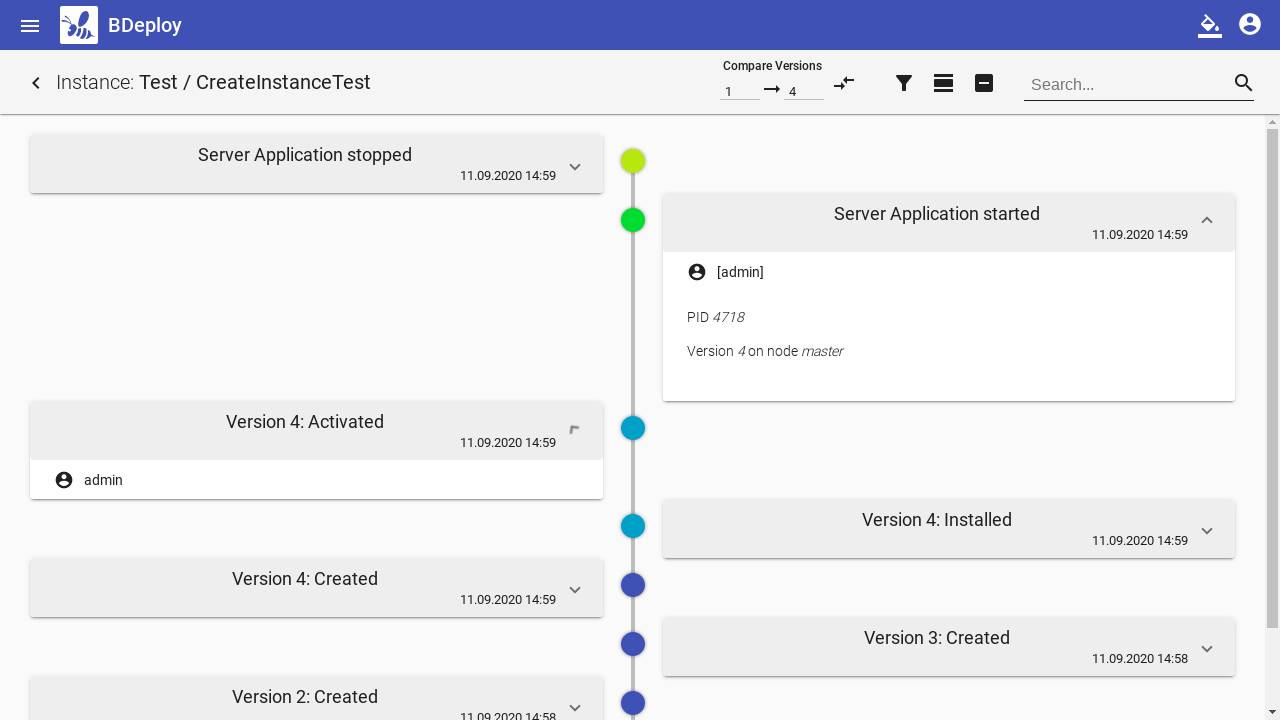 BDeploy
Instance: Test / CreateInstanceTest
Compare Versions
1
4
Search...
Server Application stopped
11.09.2020 14:59
Server Application started
11.09.2020 14:59
[admin]
PID 4718
Version 4 on node master
Version 4: Activated
11.09.2020 14:59
admin
Version 4: Installed
11.09.2020 14:59
Version 4: Created
11.09.2020 14:59
Version 3: Created
11.09.2020 14:58
Version 2: Created
11.09.2020 14:58